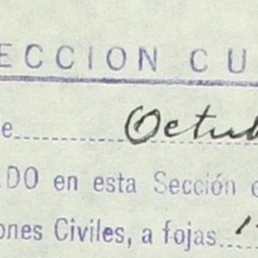 ECCION CU
e Octub
DO en esta Sección
ones Civiles, a fojas